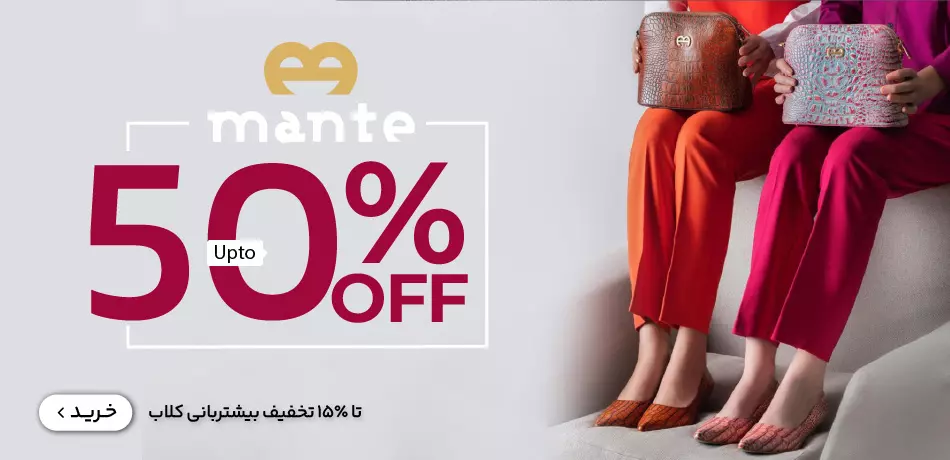 mante
50%
Upto
OFF
تا ۱۵٪ تخفیف بیشتربانی کلاب
خرید >